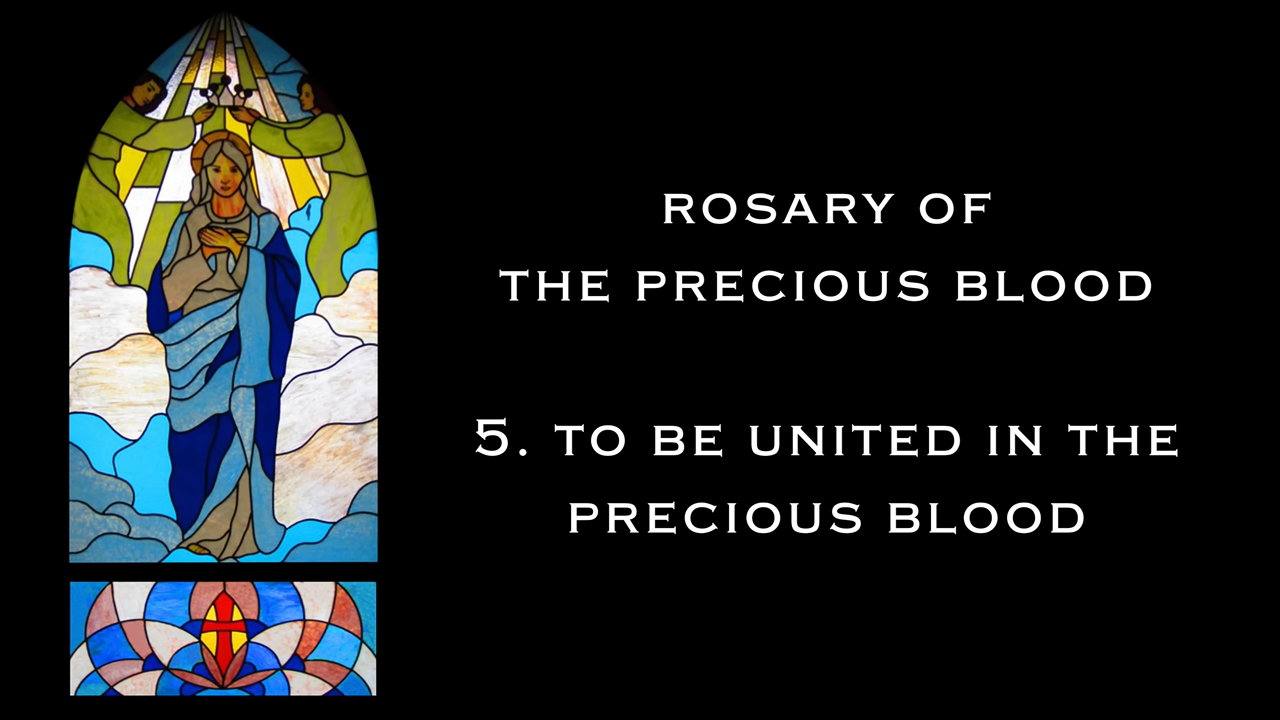 ROSARY OF
THE PRECIOUS BLOOD
5. TO BE UNITED IN THE
PRECIOUS BLOOD